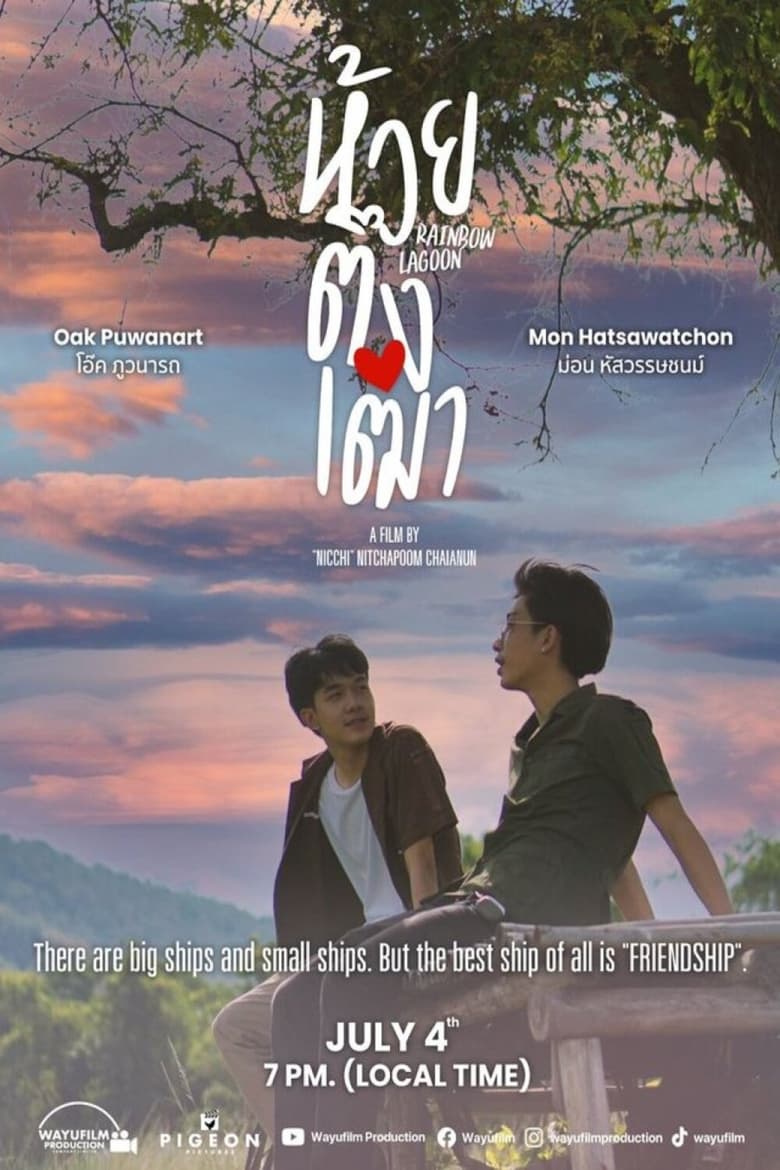 ห้วย
ตึง
เฒ่า
RAINBOW
LAGOON
Oak Puwanart
โอ๊ค ภูวนารถ
Mon Hatsawatchon
ม่อน หัสวรรษชนม์
A FILM BY
"NICCHI" NITCHAPOOM CHAIANUN
There are big ships and small ships. But the best ship of all is "FRIENDSHIP".
JULY 4th
7 PM. (LOCAL TIME)
WAYUFILM
PRODUCTION
PIGEON
PICTURES
Wayufilm Production
Wayufilm
wayufilmproduction
wayufilm